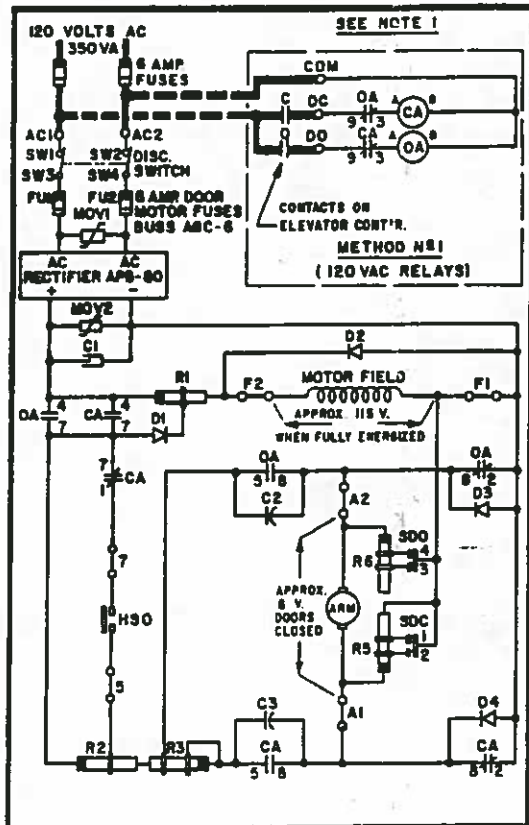 120 VOLTS AC
350 VA
SEE NOTE 1
6 AMP
FUSES
COM
C DC OA CA
9 3 A B
AC1 AC2
O DO CA OA
9 3 A B
SW1 SW2 DISC.
SWITCH
SW3 SW4
FU1 FU2 6 AMP DOOR
MOTOR FUSES
BUSS ABC-6
CONTACTS ON
ELEVATOR CONT'R.
MOV1
METHOD Nº1
(120 VAC RELAYS)
AC AC
RECTIFIER APS-80
+ -
MOV2
C1
D2
R1
F2 MOTOR FIELD F1
OA 4 CA 4
7 7
D1
APPROX. 115 V.
WHEN FULLY ENERGIZED
7 CA
1
OA
5 6
OA
8 2
C2
A2
D3
SDO
R6 4
3
7
APPROX.
6 V.
DOORS
CLOSED
ARM
HSO
SDC
R5 1
2
5
A1
C3
D4
R2 R3
CA
5 6
CA
8 2